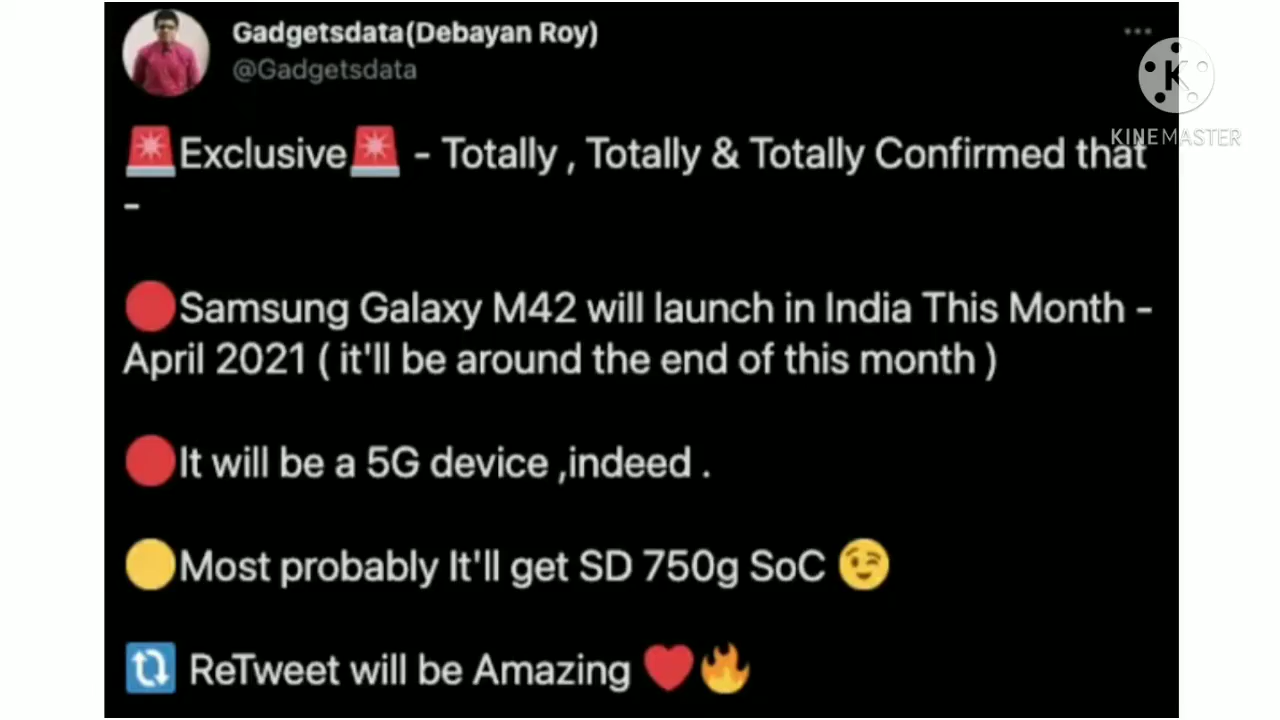 Gadgetsdata(Debayan Roy)
@Gadgetsdata
🚨Exclusive🚨 - Totally , Totally & Totally Confirmed that
-
🔴Samsung Galaxy M42 will launch in India This Month -
April 2021 ( it'll be around the end of this month )
🔴It will be a 5G device ,indeed .
🟡Most probably It'll get SD 750g SoC 😉
🔃 ReTweet will be Amazing ❤️🔥
K
KINEMASTER